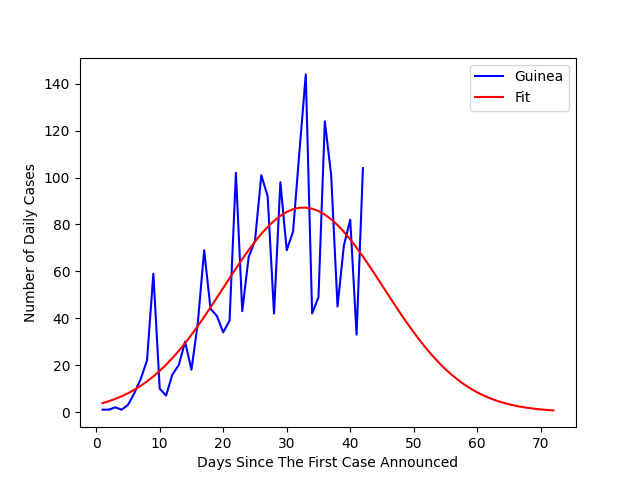 Guinea
Fit
140
120
100
80
60
40
20
0
Number of Daily Cases
0 10 20 30 40 50 60 70
Days Since The First Case Announced